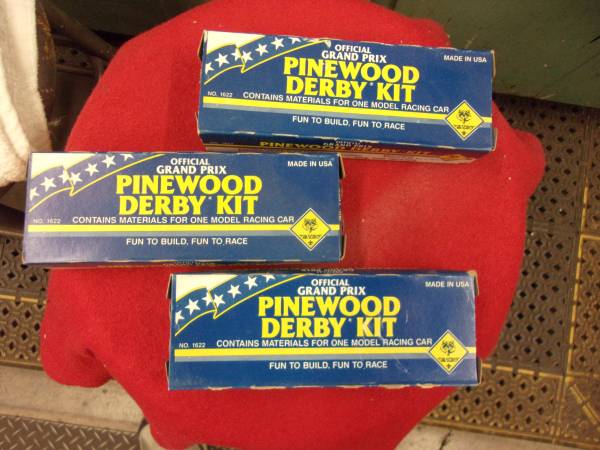 OFFICIAL
GRAND PRIX
MADE IN USA
PINEWOOD
DERBY KIT
NO. 1622
CONTAINS MATERIALS FOR ONE MODEL RACING CAR
FUN TO BUILD, FUN TO RACE
PINEWOOD DERBY KIT
OFFICIAL
GRAND PRIX
MADE IN USA
PINEWOOD
DERBY KIT
NO. 1622
CONTAINS MATERIALS FOR ONE MODEL RACING CAR
FUN TO BUILD, FUN TO RACE
OFFICIAL
GRAND PRIX
MADE IN USA
PINEWOOD
DERBY KIT
NO. 1622
CONTAINS MATERIALS FOR ONE MODEL RACING CAR
FUN TO BUILD, FUN TO RACE